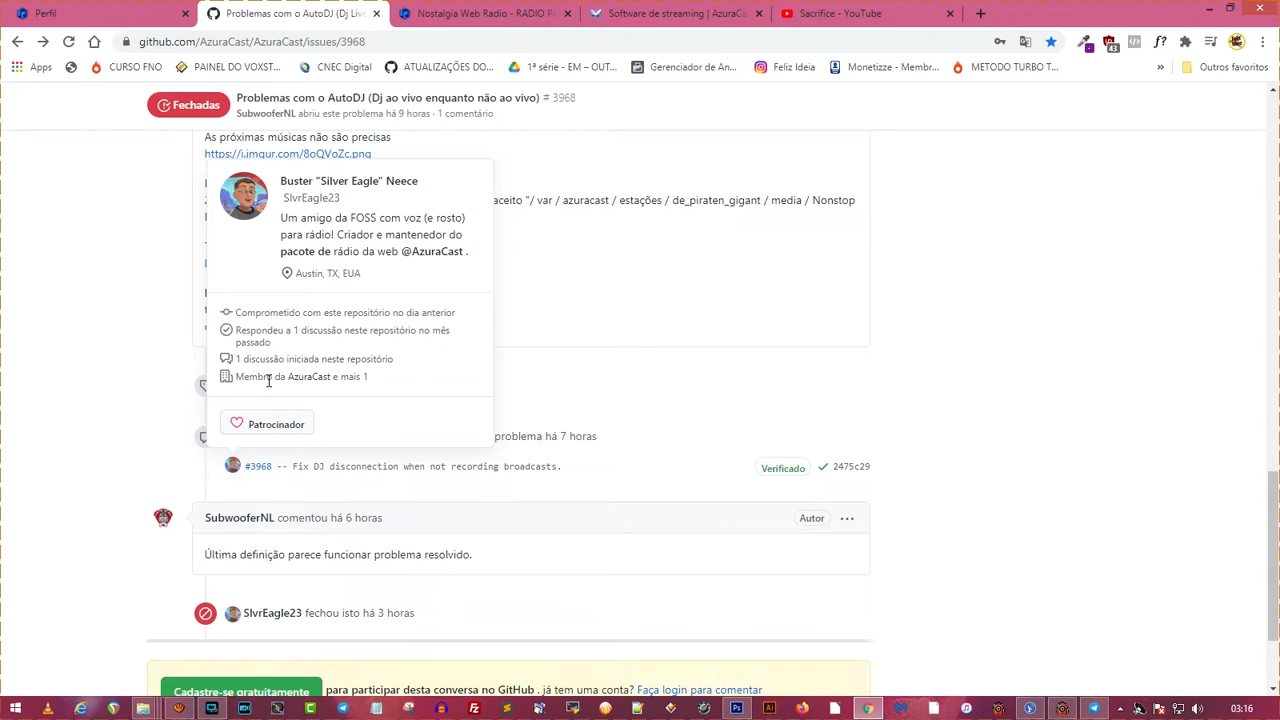 Perfil
Problemas com o AutoDJ (Dj Live
Nostalgia Web Radio - RADIO P
Software de streaming | AzuraCa
Sacrifice - YouTube
github.com/AzuraCast/AzuraCast/issues/3968
43
f?
Apps
CURSO FNO
PAINEL DO VOXST...
CNEC Digital
ATUALIZAÇÕES DO...
1ª série - EM – OUT...
Gerenciador de An...
Feliz Ideia
Monetizze - Membr...
METODO TURBO T...
»
Outros favoritos
Fechadas
Problemas com o AutoDJ (Dj ao vivo enquanto não ao vivo) # 3968
SubwooferNL abriu este problema há 9 horas · 1 comentário
As próximas músicas não são precisas
https://i.imgur.com/8oQVoZc.png
Buster "Silver Eagle" Neece
SlvrEagle23
aceito "/ var / azuracast / estações / de_piraten_gigant / media / Nonstop
Um amigo da FOSS com voz (e rosto)
para rádio! Criador e mantenedor do
pacote de rádio da web @AzuraCast .
Austin, TX, EUA
Comprometido com este repositório no dia anterior
Respondeu a 1 discussão neste repositório no mês
passado
1 discussão iniciada neste repositório
Membro da AzuraCast e mais 1
Patrocinador
problema há 7 horas
#3968 -- Fix DJ disconnection when not recording broadcasts.
Verificado
2475c29
SubwooferNL comentou há 6 horas
Autor
Última definição parece funcionar problema resolvido.
SlvrEagle23 fechou isto há 3 horas
Cadastre-se gratuitamente
para participar desta conversa no GitHub . já tem uma conta? Faça login para comentar
03:16